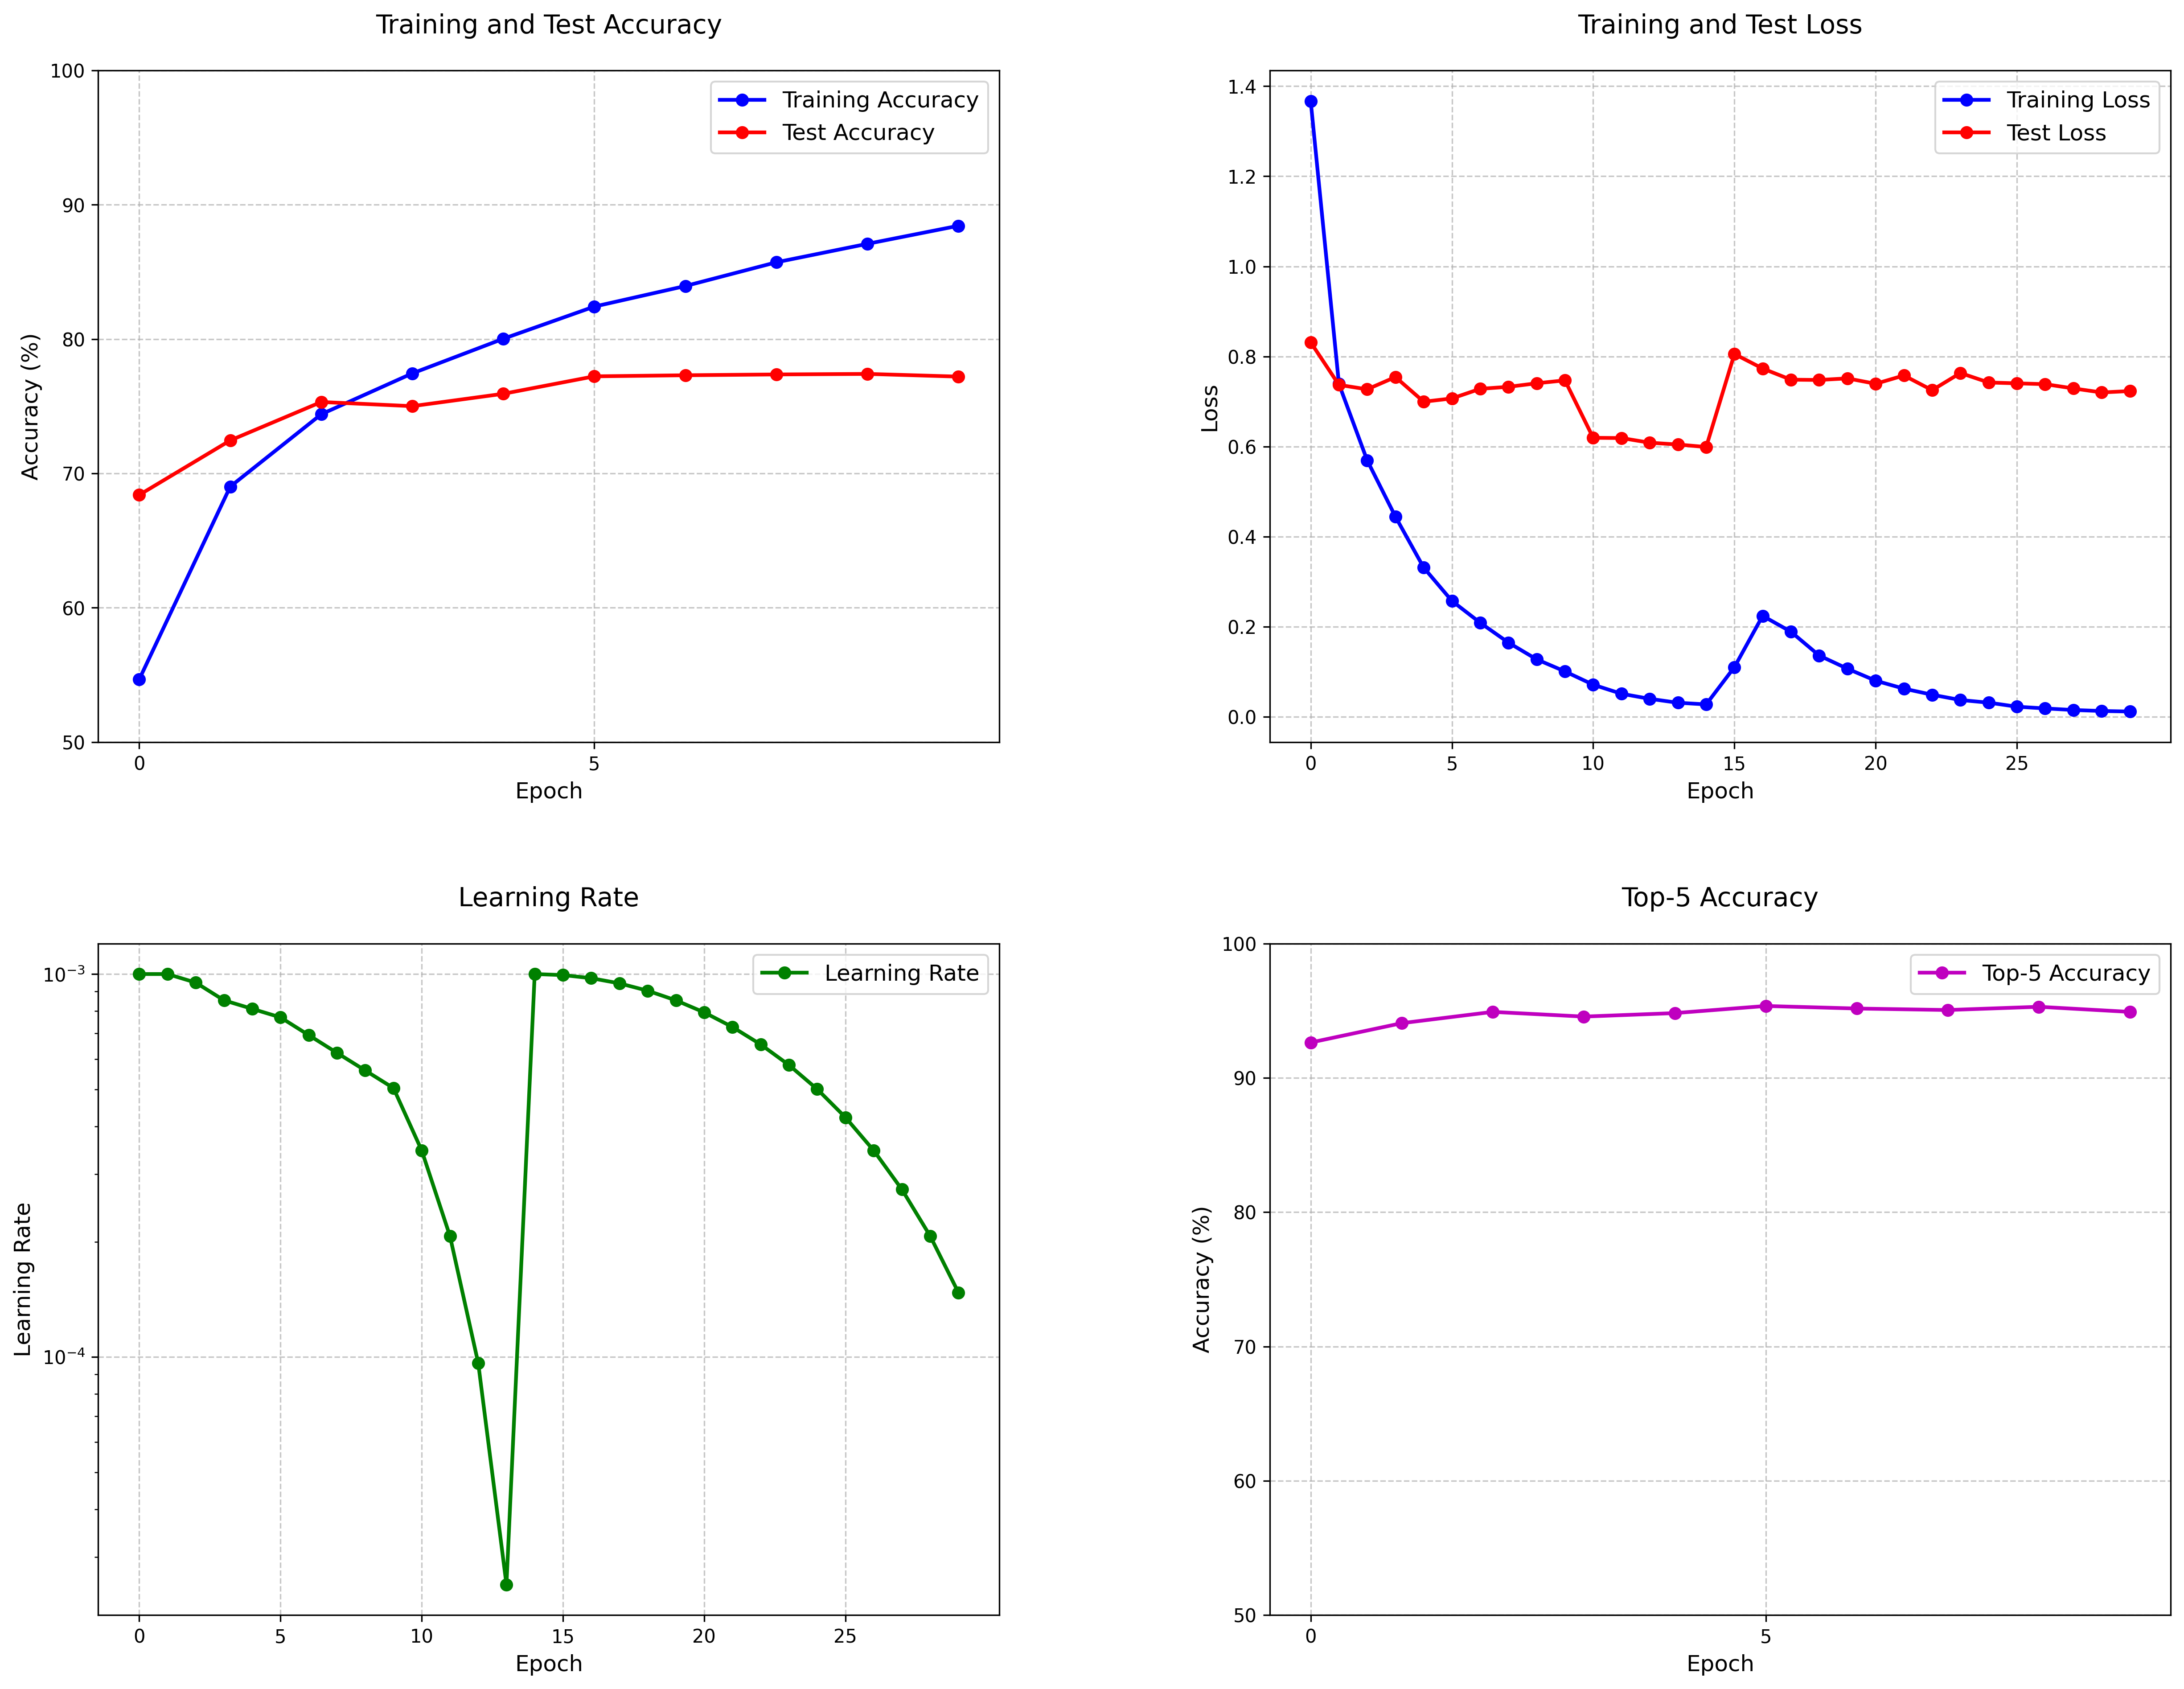 Training and Test Accuracy
Accuracy (%)
100
90
80
70
60
50
0
5
Epoch
Training Accuracy
Test Accuracy
Training and Test Loss
Loss
1.4
1.2
1.0
0.8
0.6
0.4
0.2
0.0
0
5
10
15
20
25
Epoch
Training Loss
Test Loss
Learning Rate
Learning Rate
10⁻³
10⁻⁴
0
5
10
15
20
25
Epoch
Learning Rate
Top-5 Accuracy
Accuracy (%)
100
90
80
70
60
50
0
5
Epoch
Top-5 Accuracy